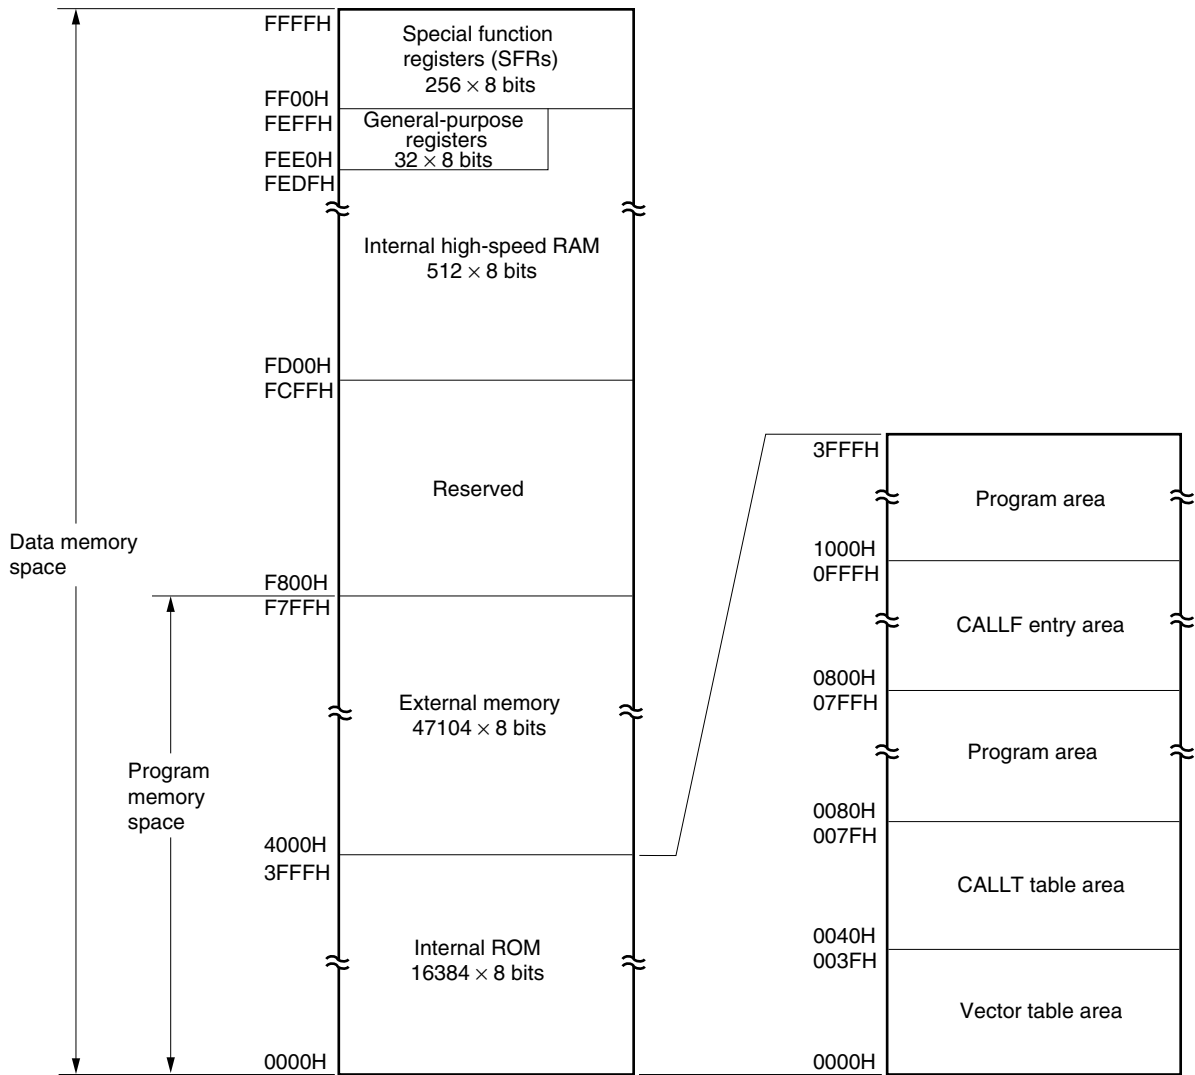 FFFFH
Special function
registers (SFRs)
256 × 8 bits
FF00H
FEFFH
General-purpose
registers
32 × 8 bits
FEE0H
FEDFH
Internal high-speed RAM
512 × 8 bits
FD00H
FCFFH
Reserved
Data memory
space
F800H
F7FFH
External memory
47104 × 8 bits
Program
memory
space
4000H
3FFFH
Internal ROM
16384 × 8 bits
0000H
3FFFH
Program area
1000H
0FFFH
CALLF entry area
0800H
07FFH
Program area
0080H
007FH
CALLT table area
0040H
003FH
Vector table area
0000H